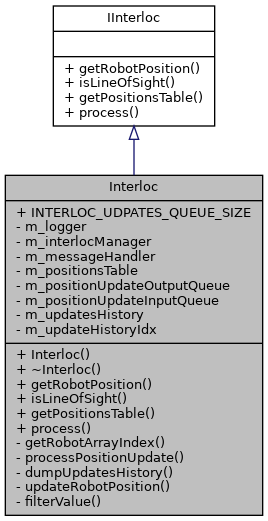 IInterloc
+ getRobotPosition()
+ isLineOfSight()
+ getPositionsTable()
+ process()
Interloc
+ INTERLOC_UDPATES_QUEUE_SIZE
- m_logger
- m_interlocManager
- m_messageHandler
- m_positionsTable
- m_positionUpdateOutputQueue
- m_positionUpdateInputQueue
- m_updatesHistory
- m_updateHistoryIdx
+ Interloc()
+ ~Interloc()
+ getRobotPosition()
+ isLineOfSight()
+ getPositionsTable()
+ process()
- getRobotArrayIndex()
- processPositionUpdate()
- dumpUpdatesHistory()
- updateRobotPosition()
- filterValue()